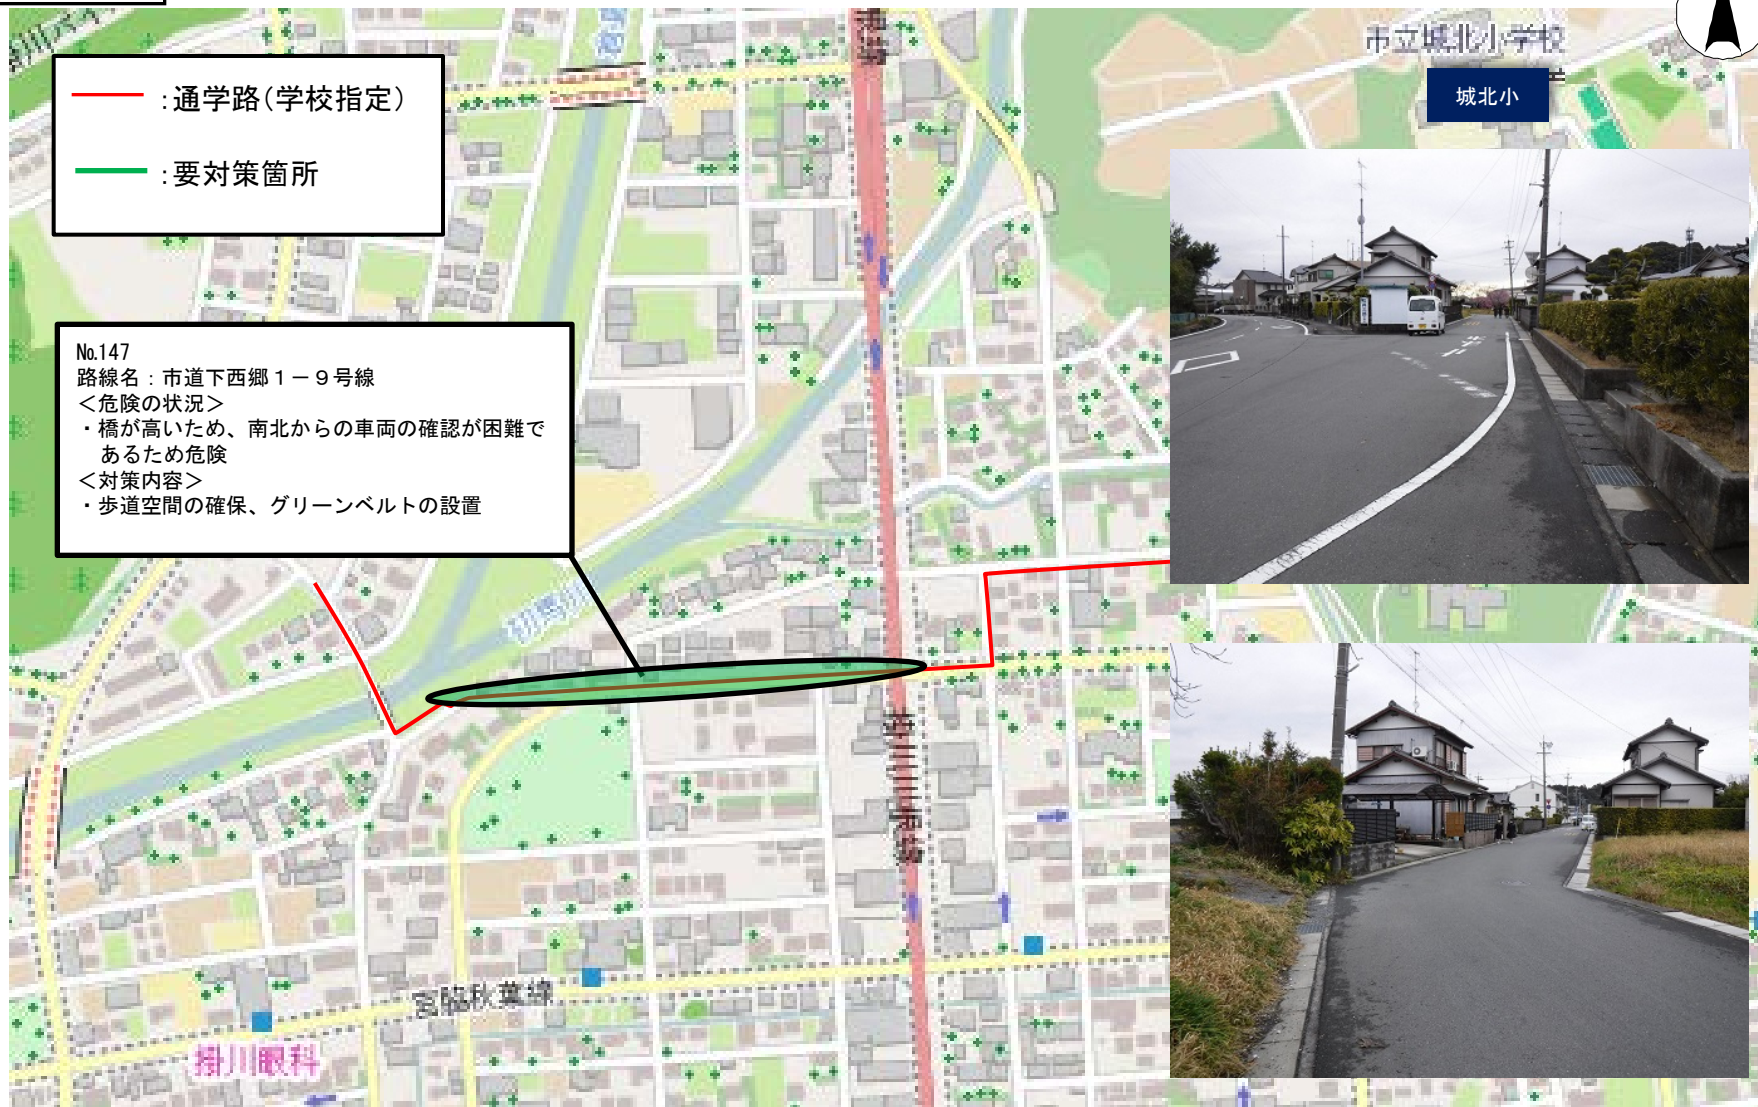 ：通学路（学校指定）
：要対策箇所
市立城北小学校
城北小
No.147
路線名：市道下西郷１－９号線
＜危険の状況＞
・橋が高いため、南北からの車両の確認が困難で
あるため危険
＜対策内容＞
・歩道空間の確保、グリーンベルトの設置
宮脇秋葉線
掛川眼科